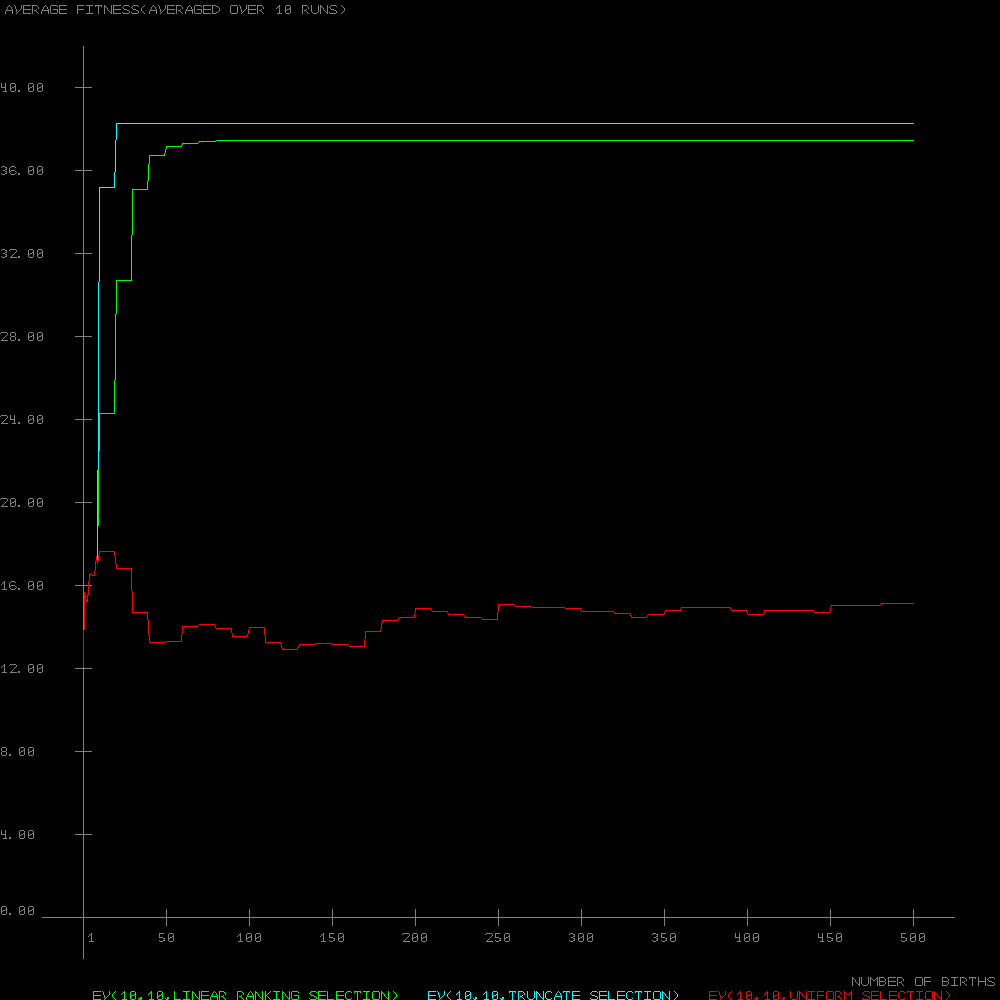 AVERAGE FITNESS(AVERAGED OVER 10 RUNS)
40.00
36.00
32.00
28.00
24.00
20.00
16.00
12.00
8.00
4.00
0.00
1 50 100 150 200 250 300 350 400 450 500
NUMBER OF BIRTHS
EV(10,10,LINEAR RANKING SELECTION) EV(10,10,TRUNCATE SELECTION) EV(10,10,UNIFORM SELECTION)